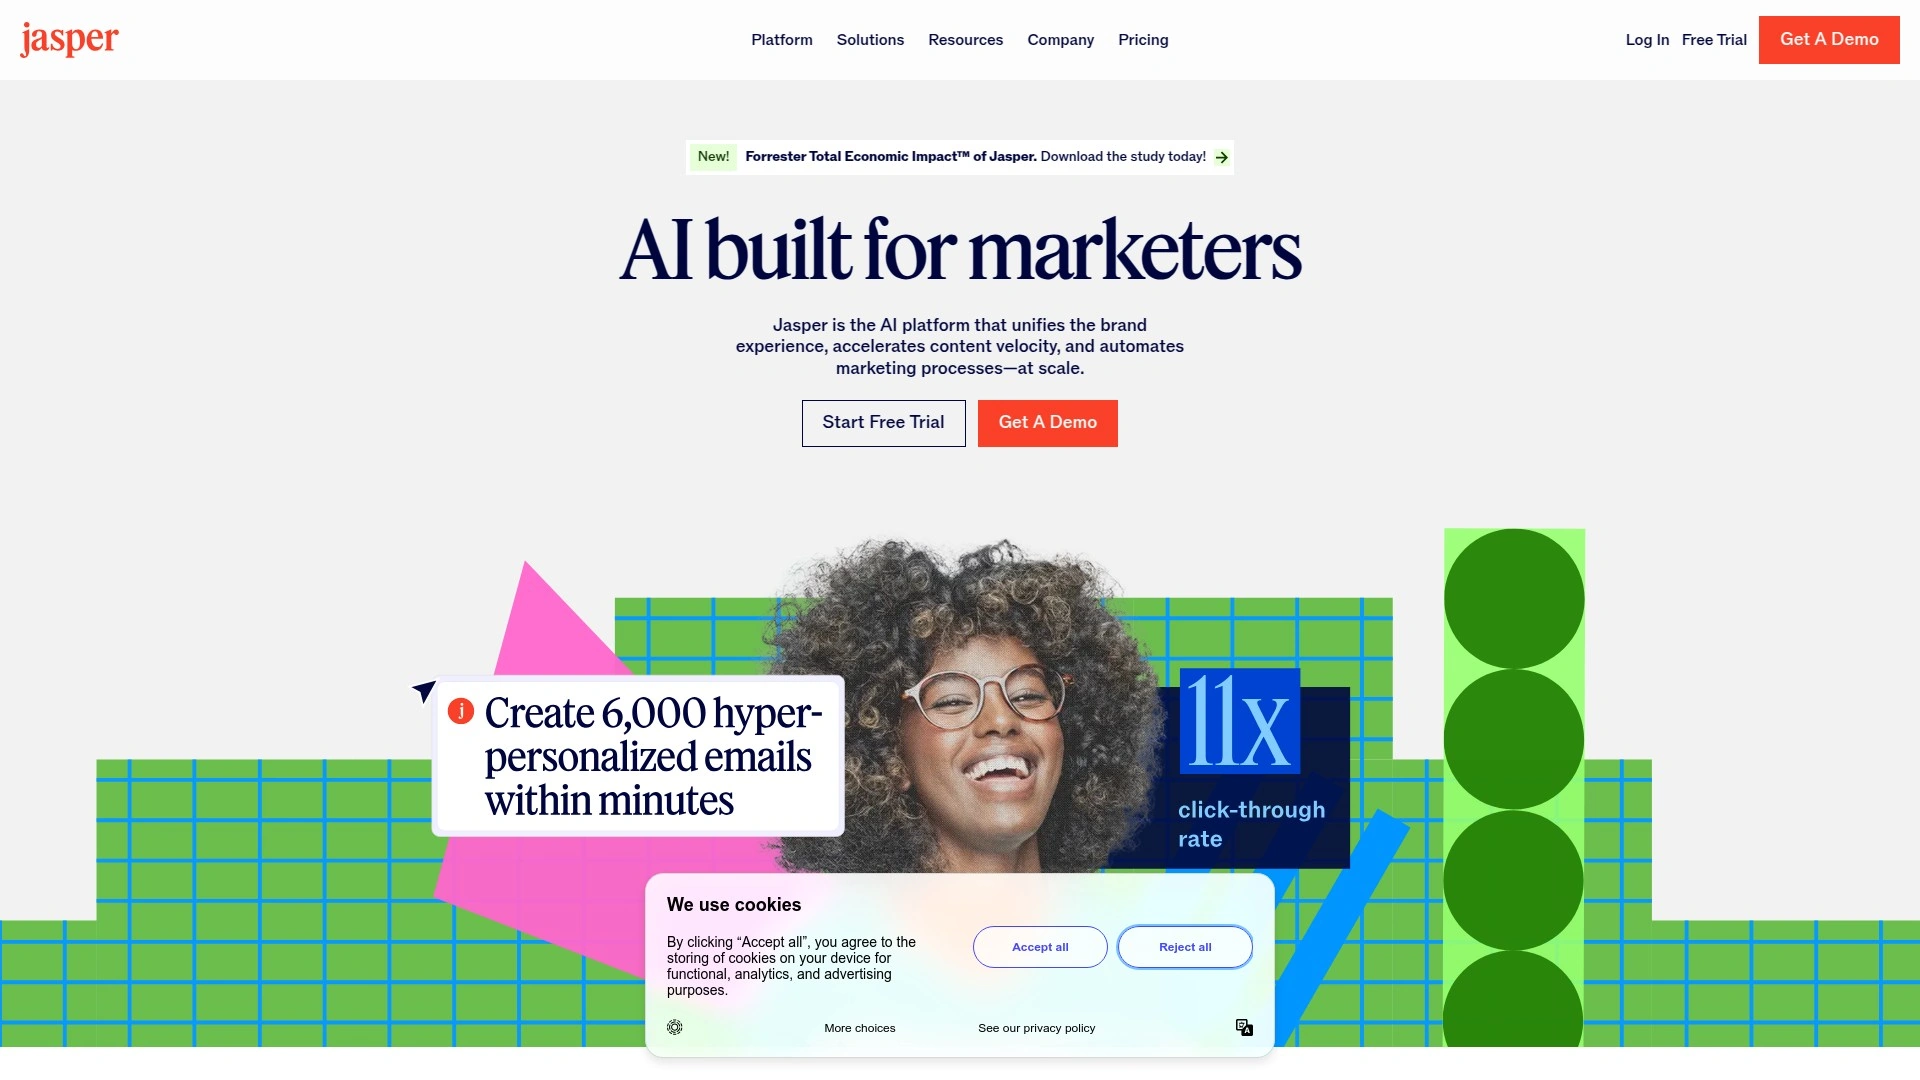 jasper
Platform
Solutions
Resources
Company
Pricing
Log In
Free Trial
Get A Demo
New!
Forrester Total Economic Impact™ of Jasper. Download the study today!
AI built for marketers
Jasper is the AI platform that unifies the brand
experience, accelerates content velocity, and automates
marketing processes—at scale.
Start Free Trial
Get A Demo
j
Create 6,000 hyper-
personalized emails
within minutes
11x
click-through
rate
We use cookies
By clicking “Accept all”, you agree to the
storing of cookies on your device for
functional, analytics, and advertising
purposes.
Accept all
Reject all
More choices
See our privacy policy